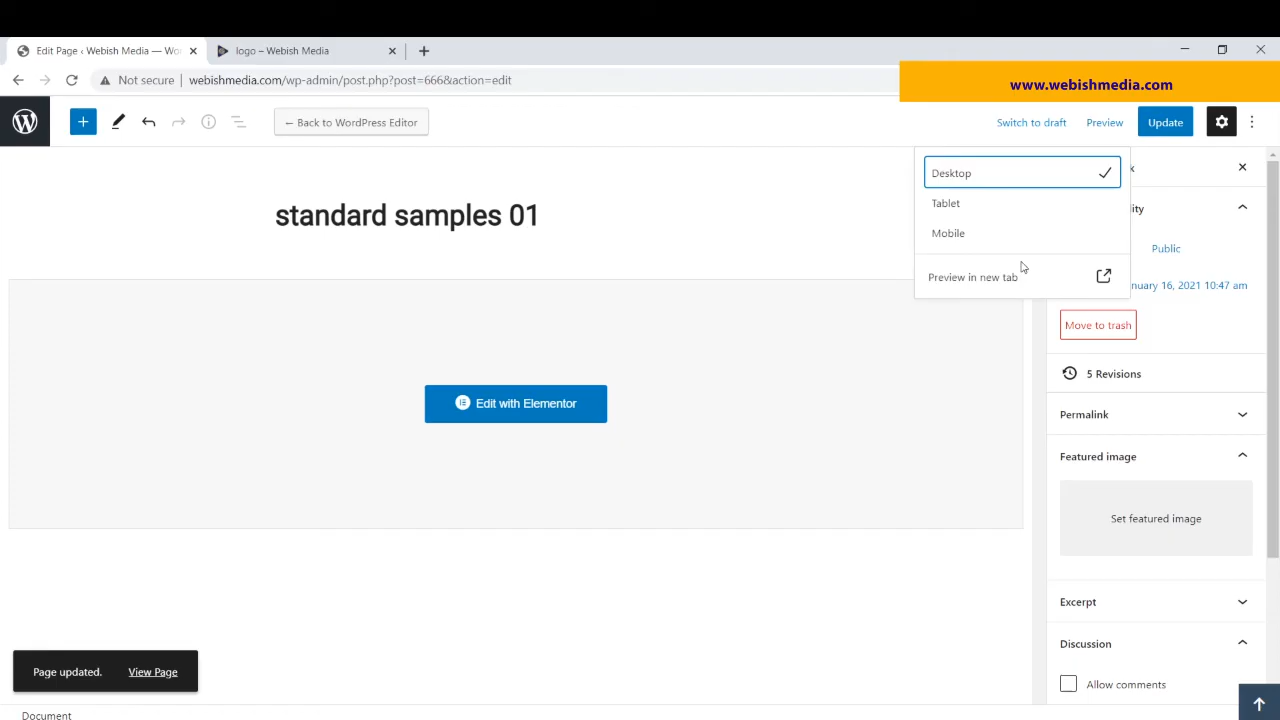 Edit Page ‹ Webish Media — Wo
logo – Webish Media
Not secure
webishmedia.com/wp-admin/post.php?post=666&action=edit
www.webishmedia.com
← Back to WordPress Editor
Switch to draft
Preview
Update
Desktop
Tablet
Mobile
Preview in new tab
standard samples 01
Public
nuary 16, 2021 10:47 am
Move to trash
5 Revisions
Permalink
Edit with Elementor
Featured image
Set featured image
Excerpt
Discussion
Allow comments
Page updated.
View Page
Document